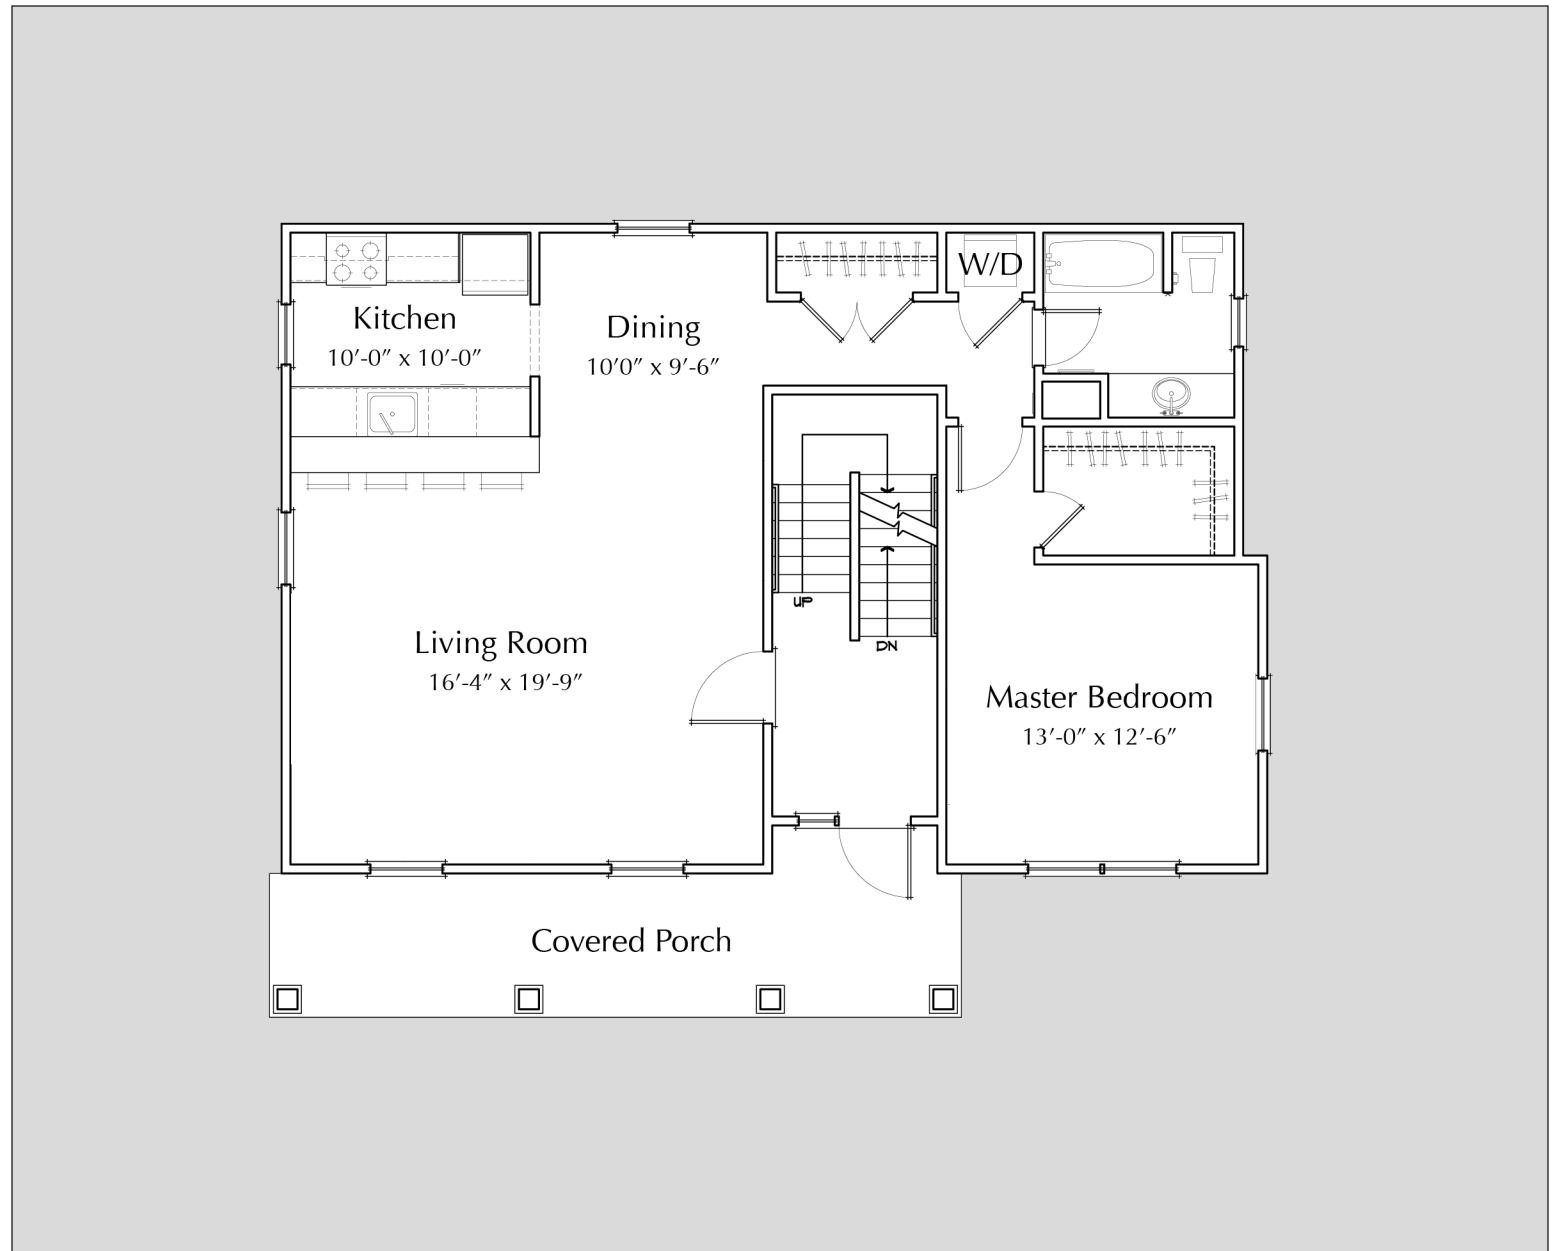 W/D
Kitchen
10′-0″ x 10′-0″
Dining
10′0″ x 9′-6″
UP
DN
Living Room
16′-4″ x 19′-9″
Master Bedroom
13′-0″ x 12′-6″
Covered Porch